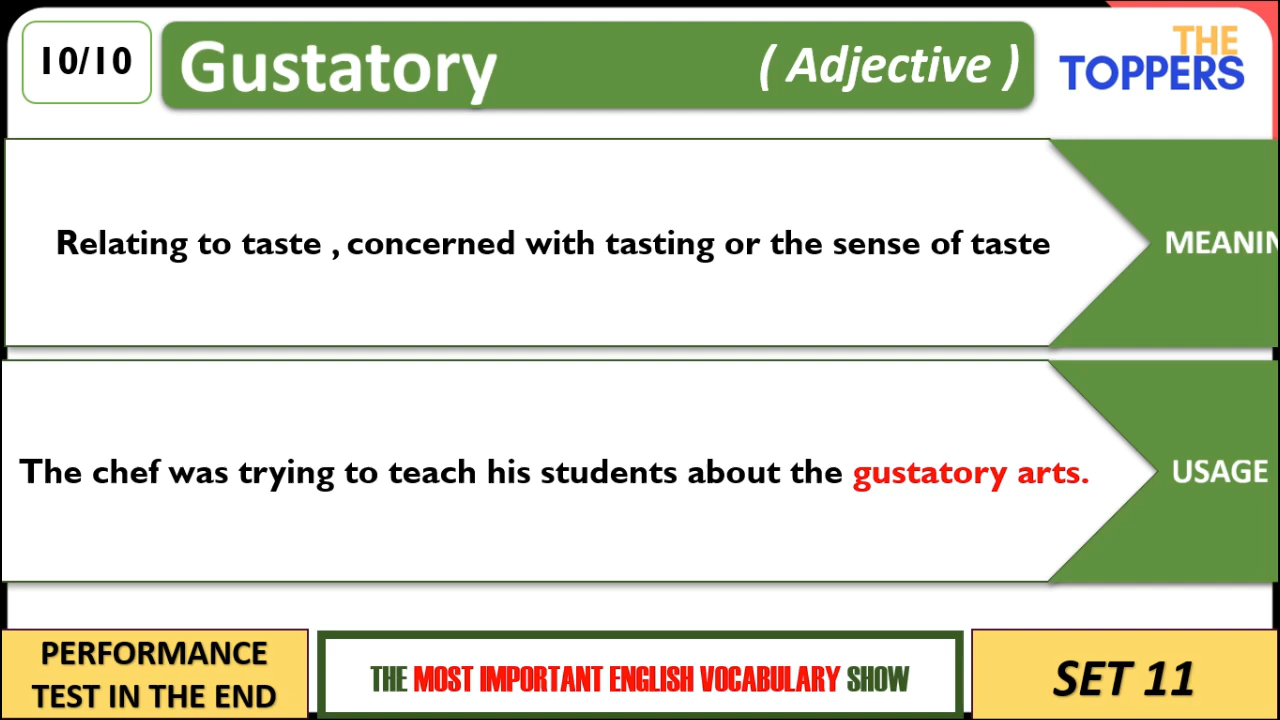 10/10
Gustatory
( Adjective )
THE
TOPPERS
Relating to taste , concerned with tasting or the sense of taste
MEANIN
The chef was trying to teach his students about the gustatory arts.
USAGE
PERFORMANCE
TEST IN THE END
THE MOST IMPORTANT ENGLISH VOCABULARY SHOW
SET 11